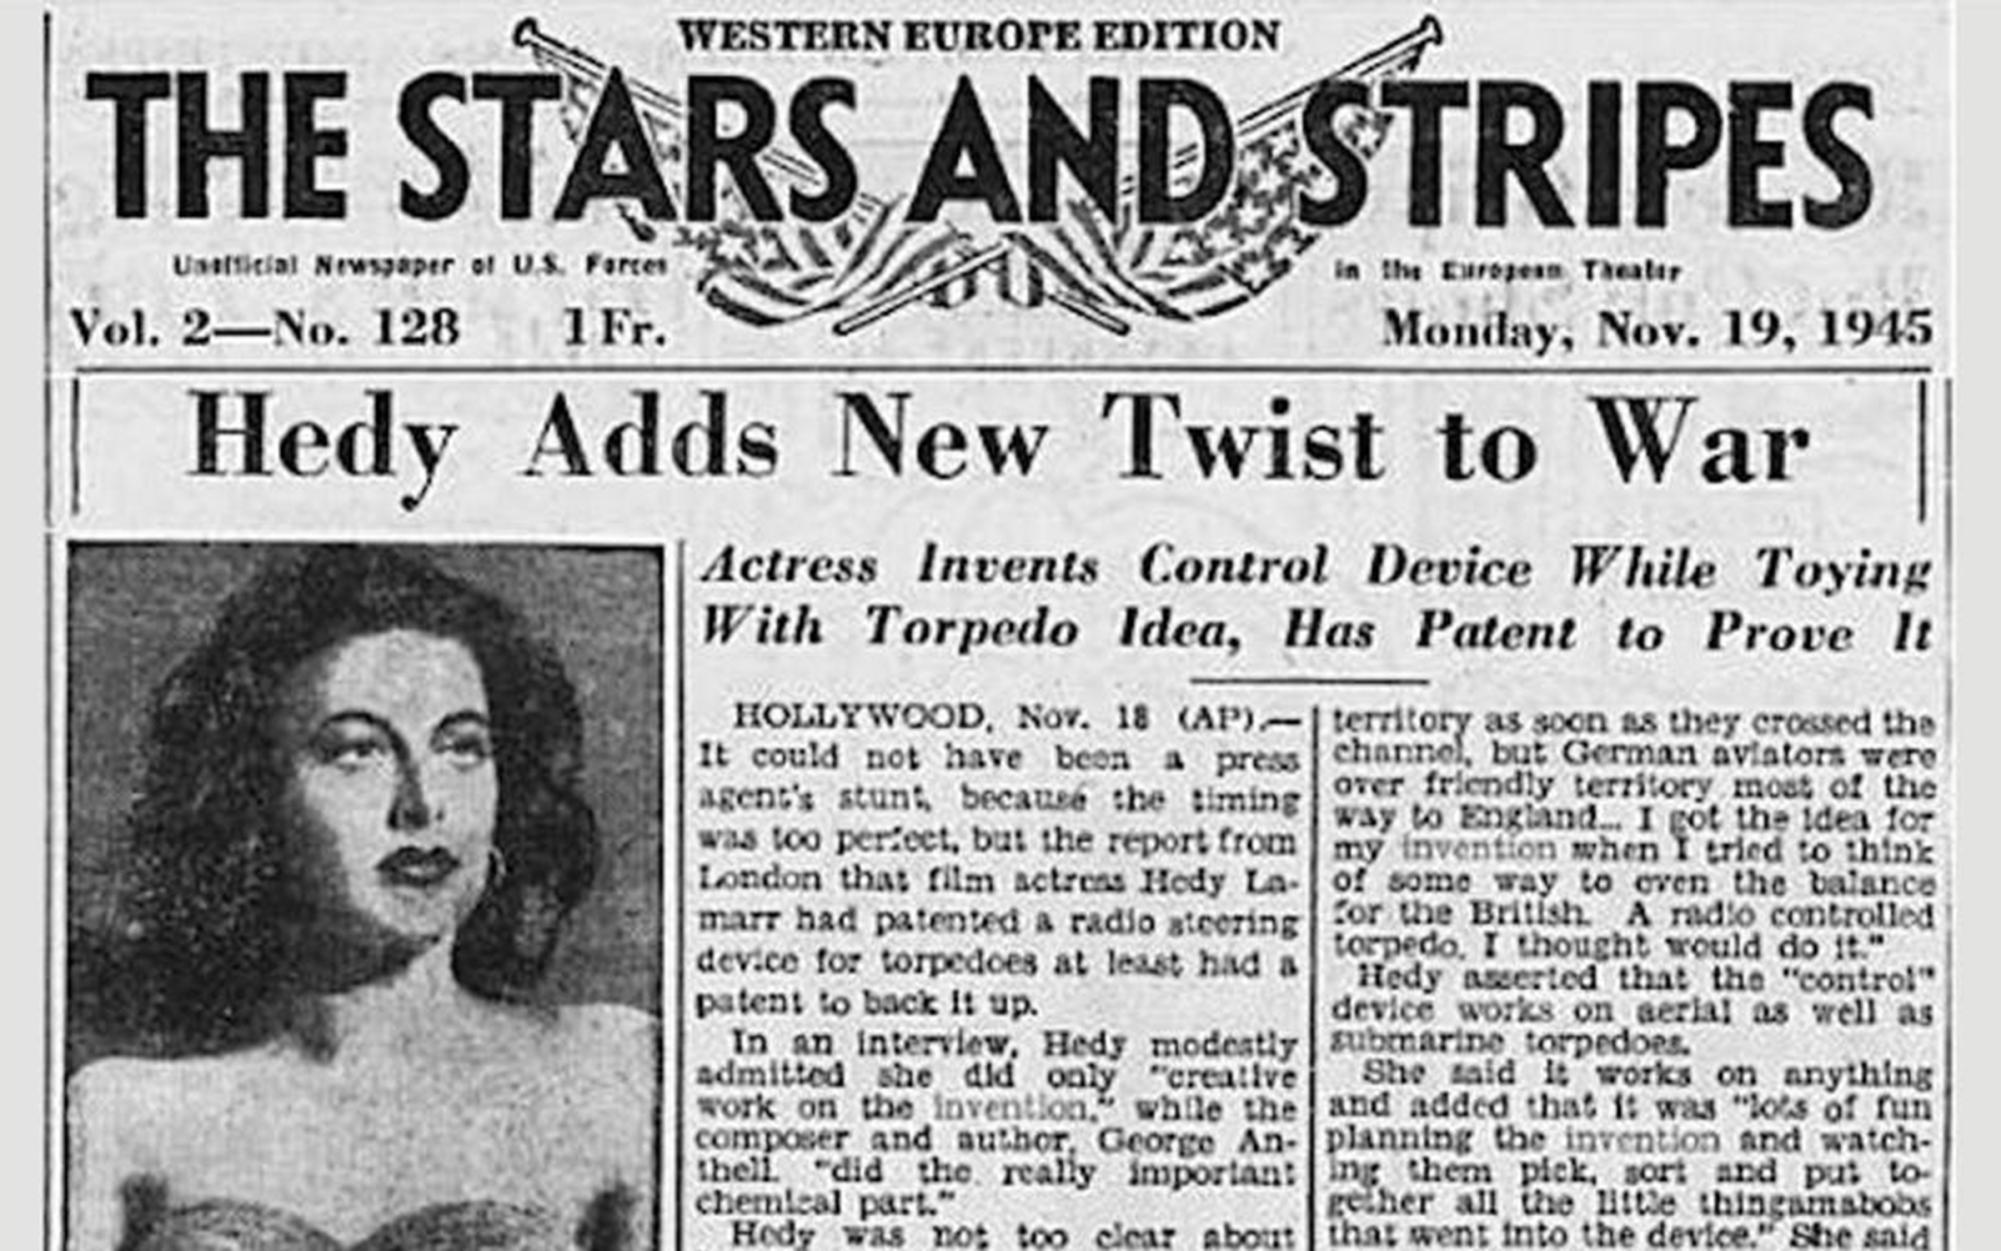 WESTERN EUROPE EDITION
THE STARS AND STRIPES
Unofficial Newspaper of U.S. Forces
in the European Theater
Vol. 2—No. 128 1 Fr.
Monday, Nov. 19, 1945
Hedy Adds New Twist to War
Actress Invents Control Device While Toying
With Torpedo Idea, Has Patent to Prove It
HOLLYWOOD, Nov. 18 (AP).—
It could not have been a press
agent's stunt, because the timing
was too perfect, but the report from
London that film actress Hedy La-
marr had patented a radio steering
device for torpedoes at least had a
patent to back it up.
In an interview, Hedy modestly
admitted she did only "creative
work on the invention," while the
composer and author, George An-
theil, "did the really important
chemical part."
Hedy was not too clear about
territory as soon as they crossed the
channel, but German aviators were
over friendly territory most of the
way to England... I got the idea for
my invention when I tried to think
of some way to even the balance
for the British. A radio controlled
torpedo, I thought would do it."
Hedy asserted that the "control"
device works on aerial as well as
submarine torpedoes.
She said it works on anything
and added that it was "lots of fun
planning the invention and watch-
ing them pick, sort and put to-
gether all the little thingamabobs
that went into the device." She said